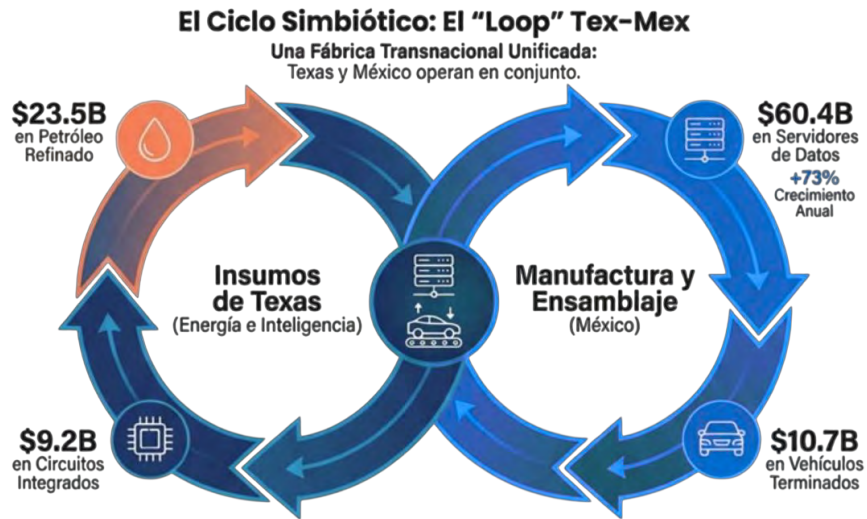 El Ciclo Simbiótico: El “Loop” Tex-Mex
Una Fábrica Transnacional Unificada:
Texas y México operan en conjunto.
$23.5B
en Petróleo
Refinado
$60.4B
en Servidores
de Datos
+73%
Crecimiento
Anual
Insumos
de Texas
(Energía e Inteligencia)
Manufactura y
Ensamblaje
(México)
$9.2B
en Circuitos
Integrados
$10.7B
en Vehículos
Terminados